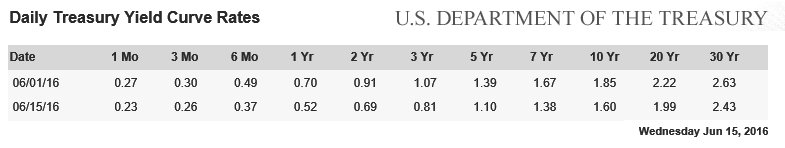 Daily Treasury Yield Curve Rates U.S. DEPARTMENT OF THE TREASURY
Date 1 Mo 3 Mo 6 Mo 1 Yr 2 Yr 3 Yr 5 Yr 7 Yr 10 Yr 20 Yr 30 Yr
06/01/16 0.27 0.30 0.49 0.70 0.91 1.07 1.39 1.67 1.85 2.22 2.63
06/15/16 0.23 0.26 0.37 0.52 0.69 0.81 1.10 1.38 1.60 1.99 2.43
Wednesday Jun 15, 2016